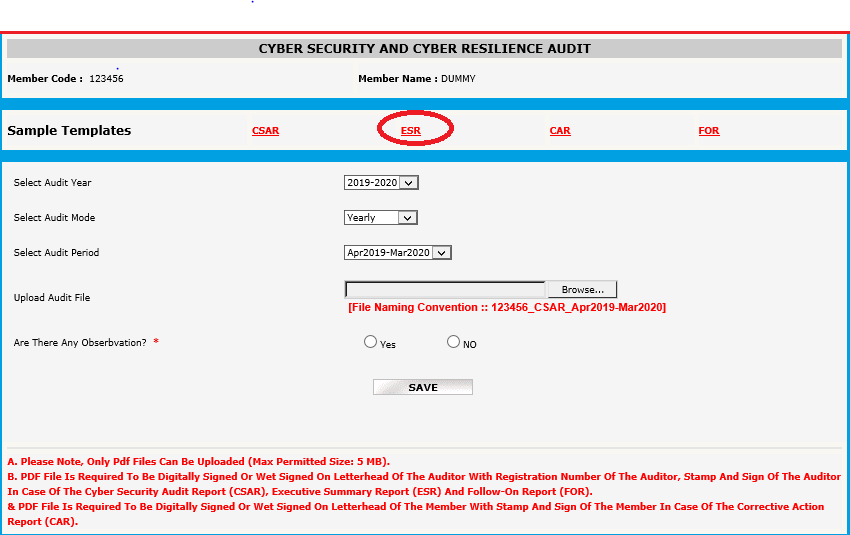 CYBER SECURITY AND CYBER RESILIENCE AUDIT
Member Code : 123456 Member Name : DUMMY
Sample Templates CSAR ESR CAR FOR
Select Audit Year 2019-2020
Select Audit Mode Yearly
Select Audit Period Apr2019-Mar2020
Upload Audit File Browse...
[File Naming Convention :: 123456_CSAR_Apr2019-Mar2020]
Are There Any Obserbvation? * Yes NO
SAVE
A. Please Note, Only Pdf Files Can Be Uploaded (Max Permitted Size: 5 MB).
B. PDF File Is Required To Be Digitally Signed Or Wet Signed On Letterhead Of The Auditor With Registration Number Of The Auditor, Stamp And Sign Of The Auditor
In Case Of The Cyber Security Audit Report (CSAR), Executive Summary Report (ESR) And Follow-On Report (FOR).
& PDF File Is Required To Be Digitally Signed Or Wet Signed On Letterhead Of The Member With Stamp And Sign Of The Member In Case Of The Corrective Action
Report (CAR).